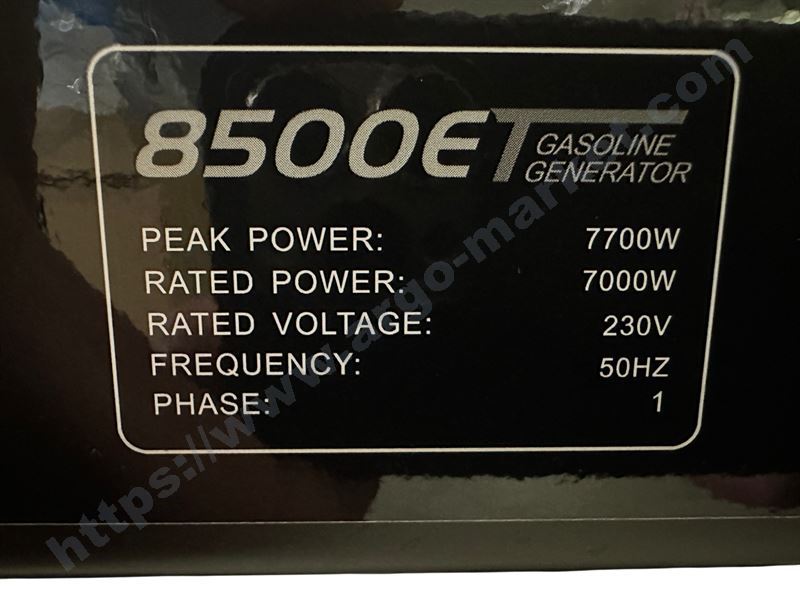 8500ET GASOLINE
GENERATOR
PEAK POWER: 7700W
RATED POWER: 7000W
RATED VOLTAGE: 230V
FREQUENCY: 50HZ
PHASE: 1
https://www.argo-market.com